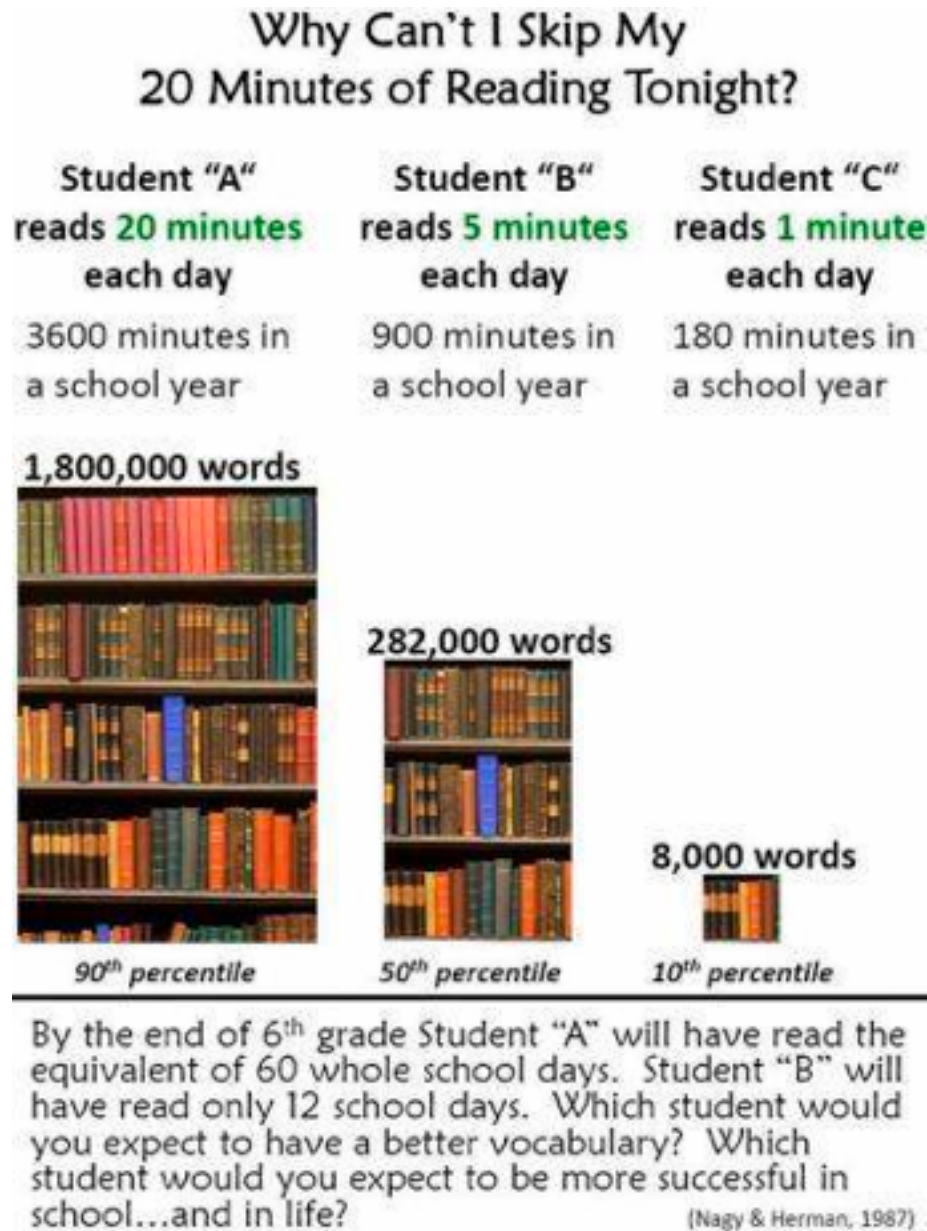 Why Can't I Skip My
20 Minutes of Reading Tonight?
Student "A"
reads 20 minutes
each day
3600 minutes in
a school year
1,800,000 words
90th percentile
Student "B"
reads 5 minutes
each day
900 minutes in
a school year
282,000 words
50th percentile
Student "C"
reads 1 minute
each day
180 minutes in
a school year
8,000 words
10th percentile
By the end of 6th grade Student "A" will have read the
equivalent of 60 whole school days. Student "B" will
have read only 12 school days. Which student would
you expect to have a better vocabulary? Which
student would you expect to be more successful in
school...and in life?
(Nagy & Herman, 1987)